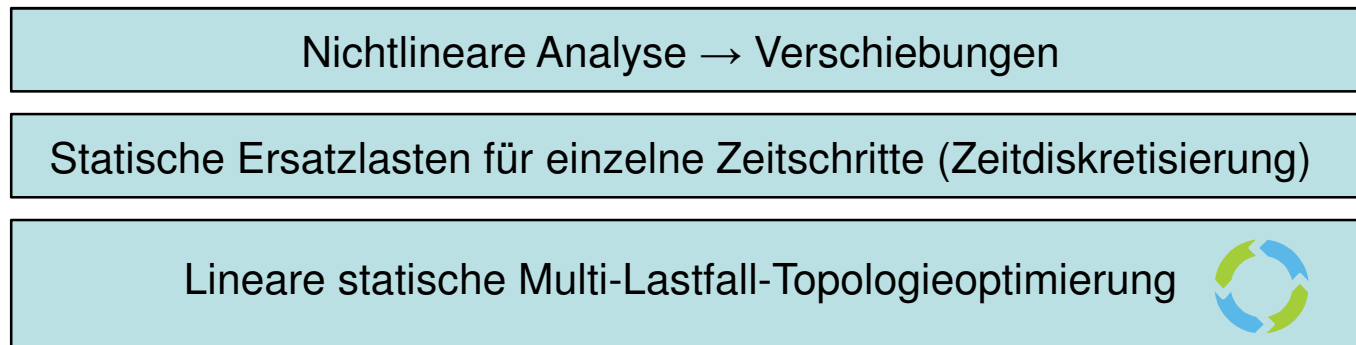 Nichtlineare Analyse → Verschiebungen
Statische Ersatzlasten für einzelne Zeitschritte (Zeitdiskretisierung)
Lineare statische Multi-Lastfall-Topologieoptimierung